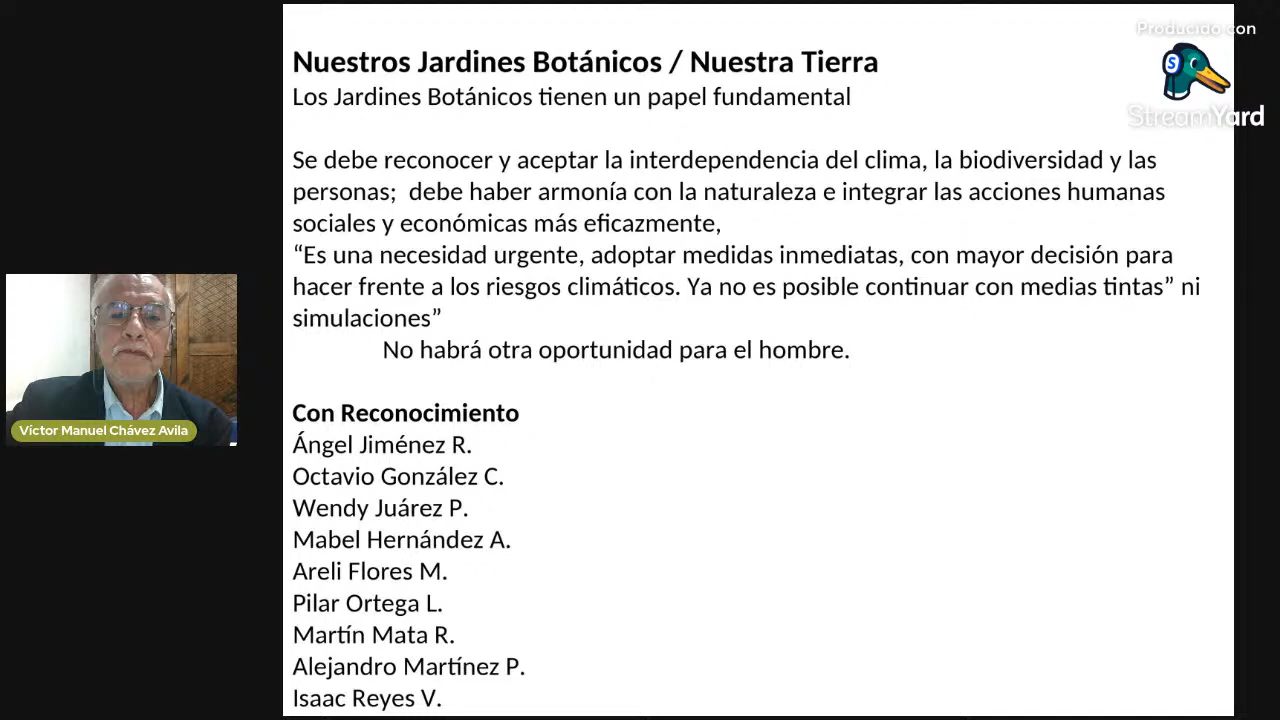 Producido con
StreamYard
Nuestros Jardines Botánicos / Nuestra Tierra
Los Jardines Botánicos tienen un papel fundamental
Se debe reconocer y aceptar la interdependencia del clima, la biodiversidad y las
personas;  debe haber armonía con la naturaleza e integrar las acciones humanas
sociales y económicas más eficazmente,
“Es una necesidad urgente, adoptar medidas inmediatas, con mayor decisión para
hacer frente a los riesgos climáticos. Ya no es posible continuar con medias tintas” ni
simulaciones”
No habrá otra oportunidad para el hombre.
Con Reconocimiento
Ángel Jiménez R.
Octavio González C.
Wendy Juárez P.
Mabel Hernández A.
Areli Flores M.
Pilar Ortega L.
Martín Mata R.
Alejandro Martínez P.
Isaac Reyes V.
Víctor Manuel Chávez Avila